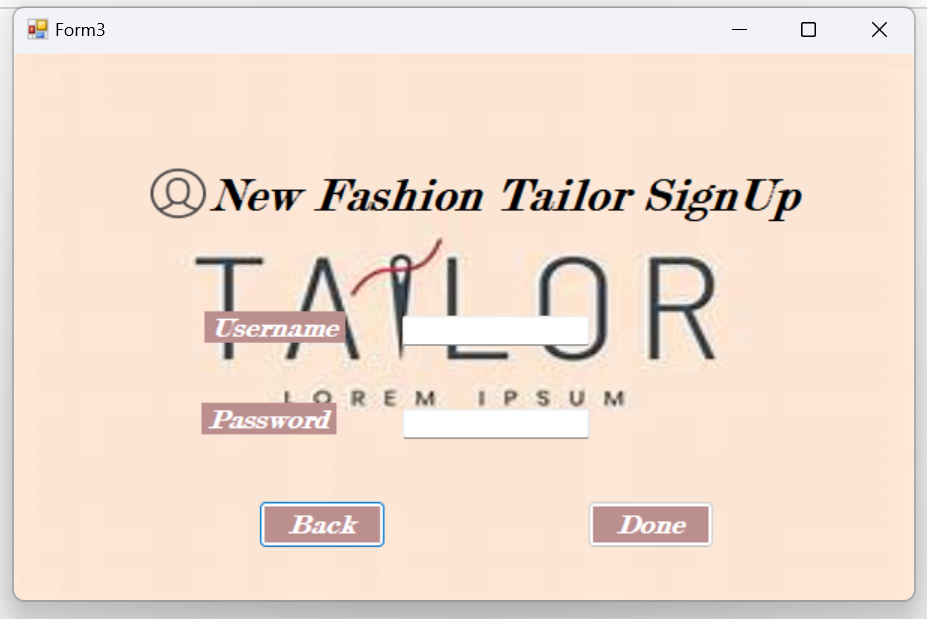 Form3
New Fashion Tailor SignUp
TAILOR
Username
LOREM IPSUM
Password
Back
Done